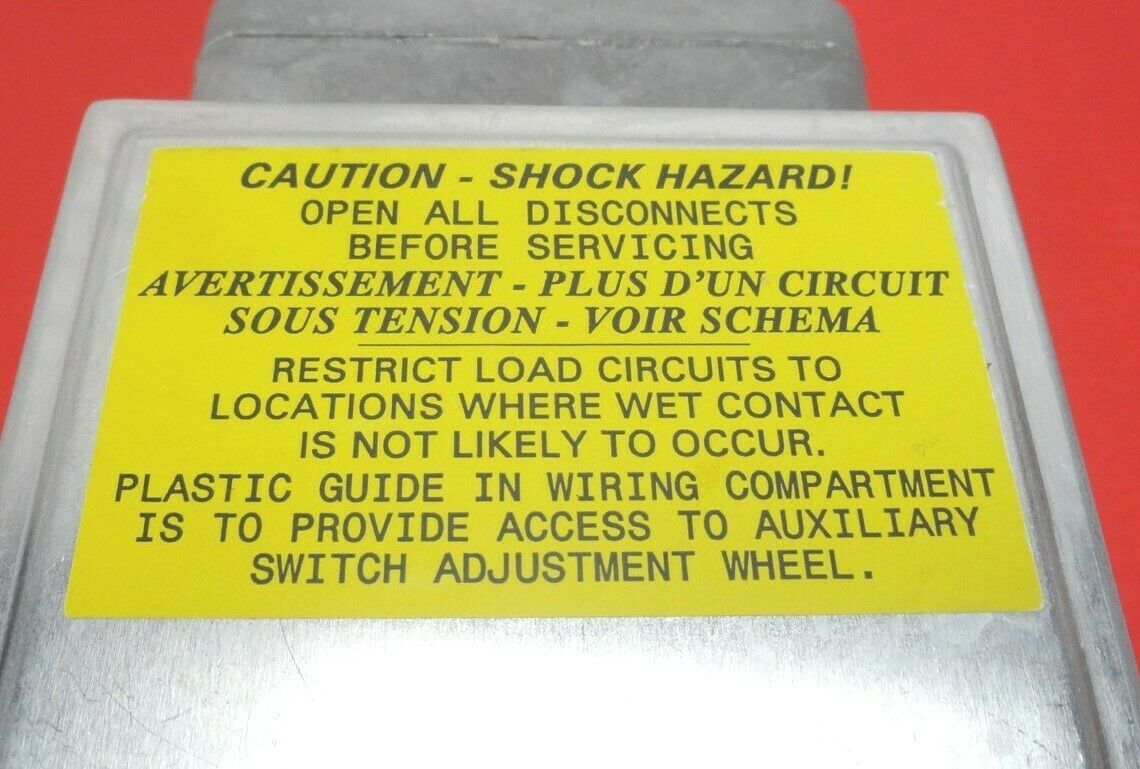 CAUTION - SHOCK HAZARD!
OPEN ALL DISCONNECTS
BEFORE SERVICING
AVERTISSEMENT - PLUS D'UN CIRCUIT
SOUS TENSION - VOIR SCHEMA
RESTRICT LOAD CIRCUITS TO
LOCATIONS WHERE WET CONTACT
IS NOT LIKELY TO OCCUR.
PLASTIC GUIDE IN WIRING COMPARTMENT
IS TO PROVIDE ACCESS TO AUXILIARY
SWITCH ADJUSTMENT WHEEL.